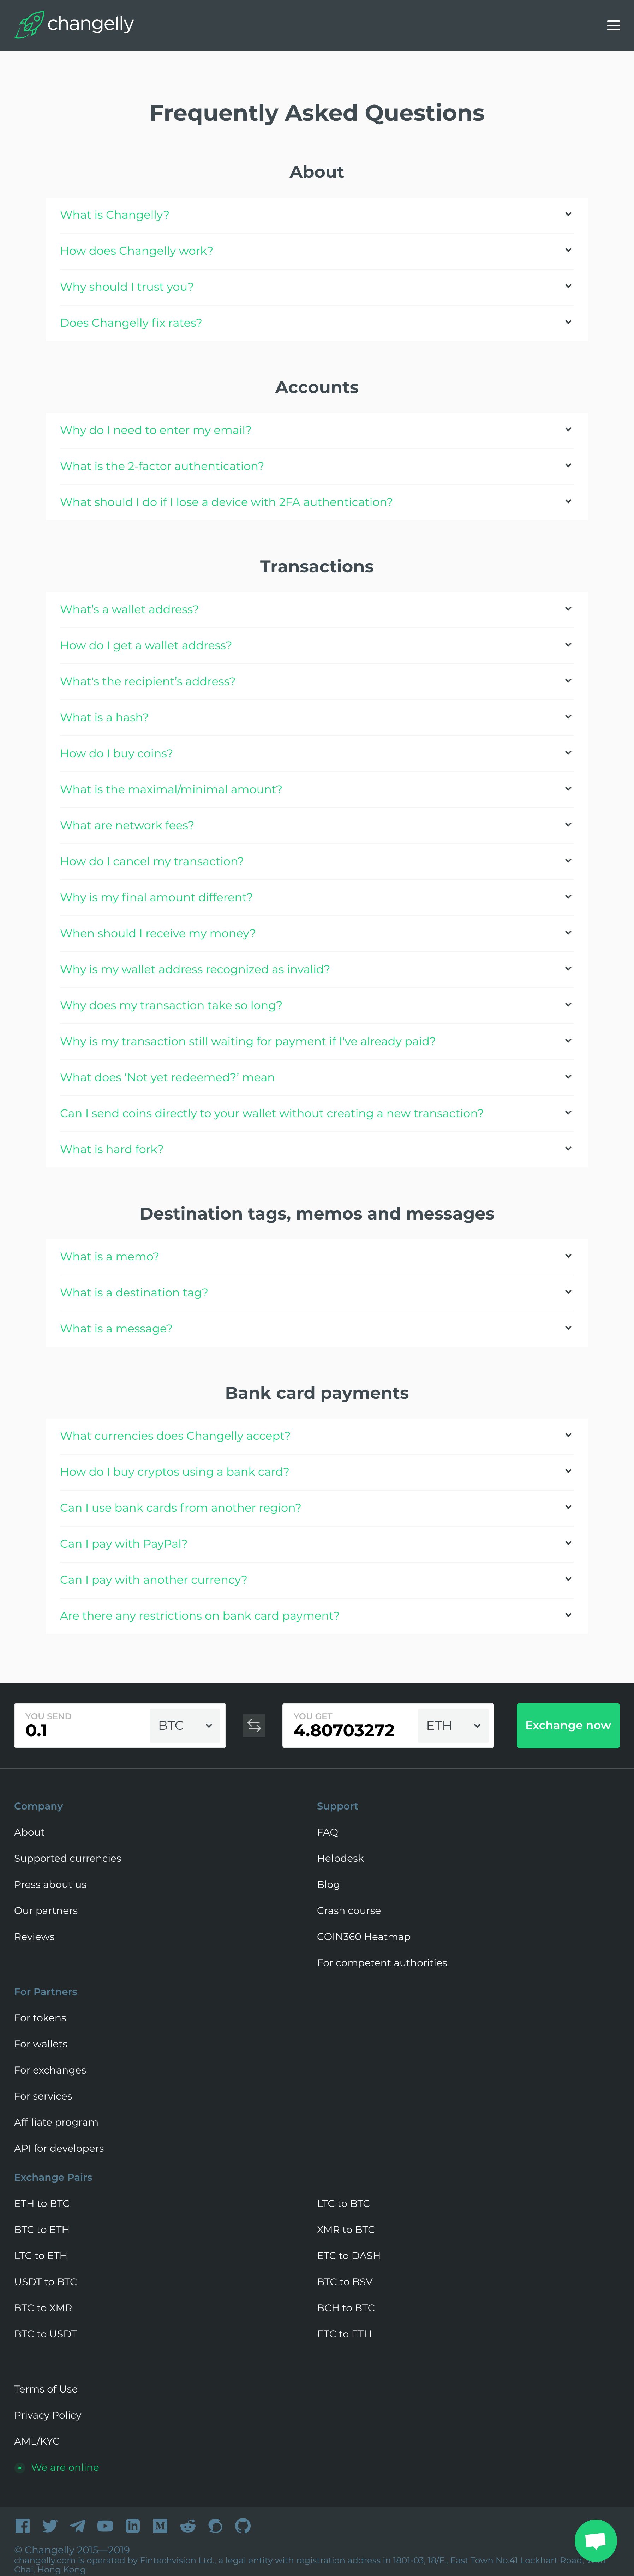 changelly
Frequently Asked Questions
About
What is Changelly?
How does Changelly work?
Why should I trust you?
Does Changelly fix rates?
Accounts
Why do I need to enter my email?
What is the 2-factor authentication?
What should I do if I lose a device with 2FA authentication?
Transactions
What’s a wallet address?
How do I get a wallet address?
What's the recipient’s address?
What is a hash?
How do I buy coins?
What is the maximal/minimal amount?
What are network fees?
How do I cancel my transaction?
Why is my final amount different?
When should I receive my money?
Why is my wallet address recognized as invalid?
Why does my transaction take so long?
Why is my transaction still waiting for payment if I've already paid?
What does ‘Not yet redeemed?’ mean
Can I send coins directly to your wallet without creating a new transaction?
What is hard fork?
Destination tags, memos and messages
What is a memo?
What is a destination tag?
What is a message?
Bank card payments
What currencies does Changelly accept?
How do I buy cryptos using a bank card?
Can I use bank cards from another region?
Can I pay with PayPal?
Can I pay with another currency?
Are there any restrictions on bank card payment?
YOU SEND
0.1
BTC
YOU GET
4.80703272
ETH
Exchange now
Company
About
Supported currencies
Press about us
Our partners
Reviews
Support
FAQ
Helpdesk
Blog
Crash course
COIN360 Heatmap
For competent authorities
For Partners
For tokens
For wallets
For exchanges
For services
Affiliate program
API for developers
Exchange Pairs
ETH to BTC
BTC to ETH
LTC to ETH
USDT to BTC
BTC to XMR
BTC to USDT
LTC to BTC
XMR to BTC
ETC to DASH
BTC to BSV
BCH to BTC
ETC to ETH
Terms of Use
Privacy Policy
AML/KYC
We are online
© Changelly 2015—2019
changelly.com is operated by Fintechvision Ltd., a legal entity with registration address in 1801-03, 18/F., East Town No.41 Lockhart Road,
Chai, Hong Kong